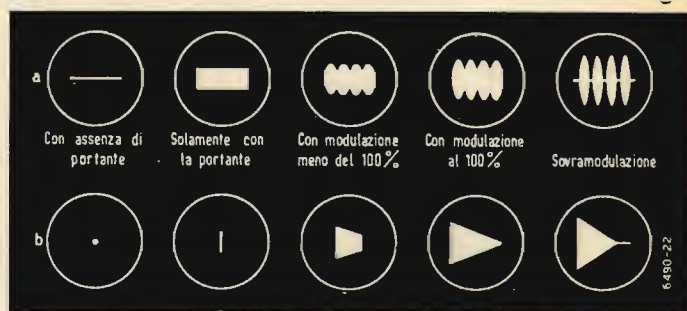 a
Con assenza di
portante
Solamente con
la portante
Con modulazione
meno del 100%
Con modulazione
al 100%
Sovramodulazione
b
6490-22